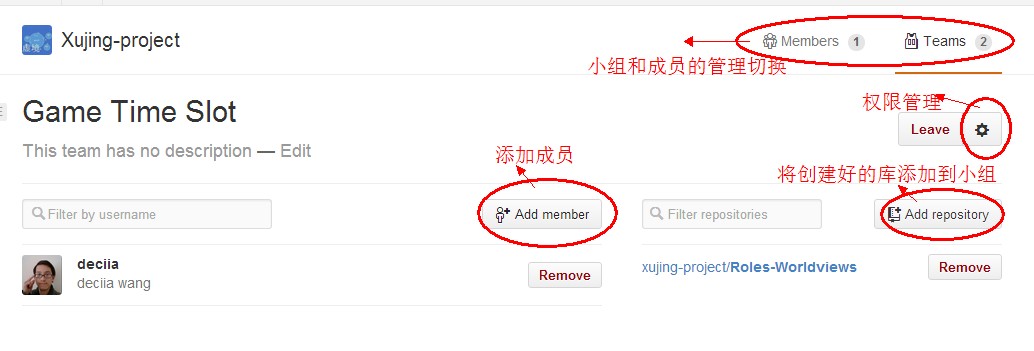 Xujing-project
Members 1
Teams 2
小组和成员的管理切换
Game Time Slot
权限管理
Leave
This team has no description — Edit
添加成员
将创建好的库添加到小组
Filter by username
Add member
Filter repositories
Add repository
deciia
deciia wang
Remove
xujing-project/Roles-Worldviews
Remove